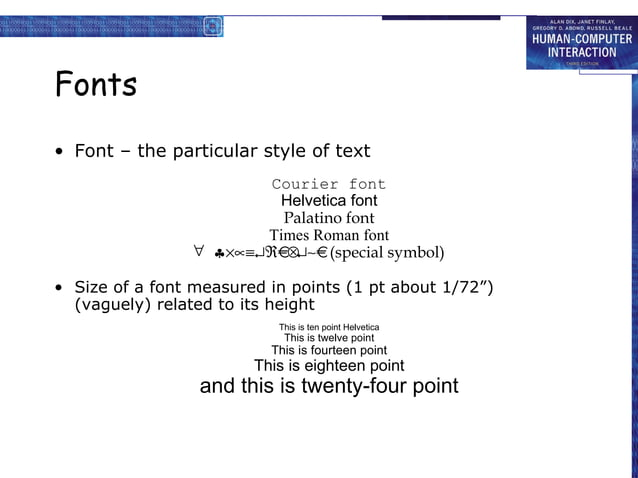 ALAN DIX, JANET FINLAY,
GREGORY D. ABOWD, RUSSELL BEALE
HUMAN-COMPUTER
INTERACTION
THIRD EDITION
Fonts
• Font – the particular style of text
Courier font
Helvetica font
Palatino font
Times Roman font
∀ ♣×∝≡↵ℜ∈⊗↵~∈ (special symbol)
• Size of a font measured in points (1 pt about 1/72”)
(vaguely) related to its height
This is ten point Helvetica
This is twelve point
This is fourteen point
This is eighteen point
and this is twenty-four point